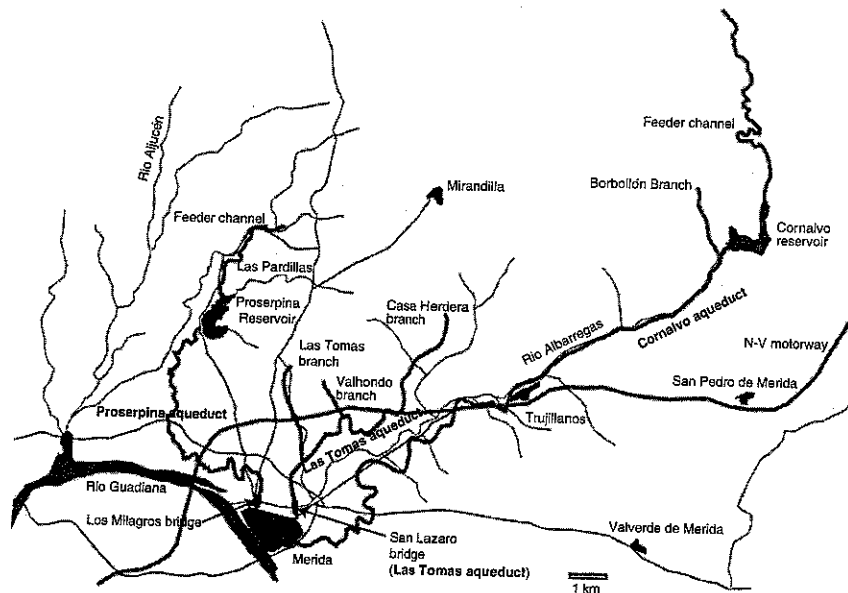 Feeder channel
Rio Aljucén
Mirandilla
Borbollón Branch
Feeder channel
Cornalvo
reservoir
Las Pardillas
Proserpina
Reservoir
Casa Herdera
branch
Las Tomas
branch
Rio Albarregas
Cornalvo aqueduct
N-V motorway
Valhondo
branch
San Pedro de Merida
Proserpina aqueduct
Las Tomas aqueduct
Trujillanos
Rio Guadiana
Los Milagros bridge
San Lazaro
bridge
(Las Tomas aqueduct)
Merida
Valverde de Merida
1 km